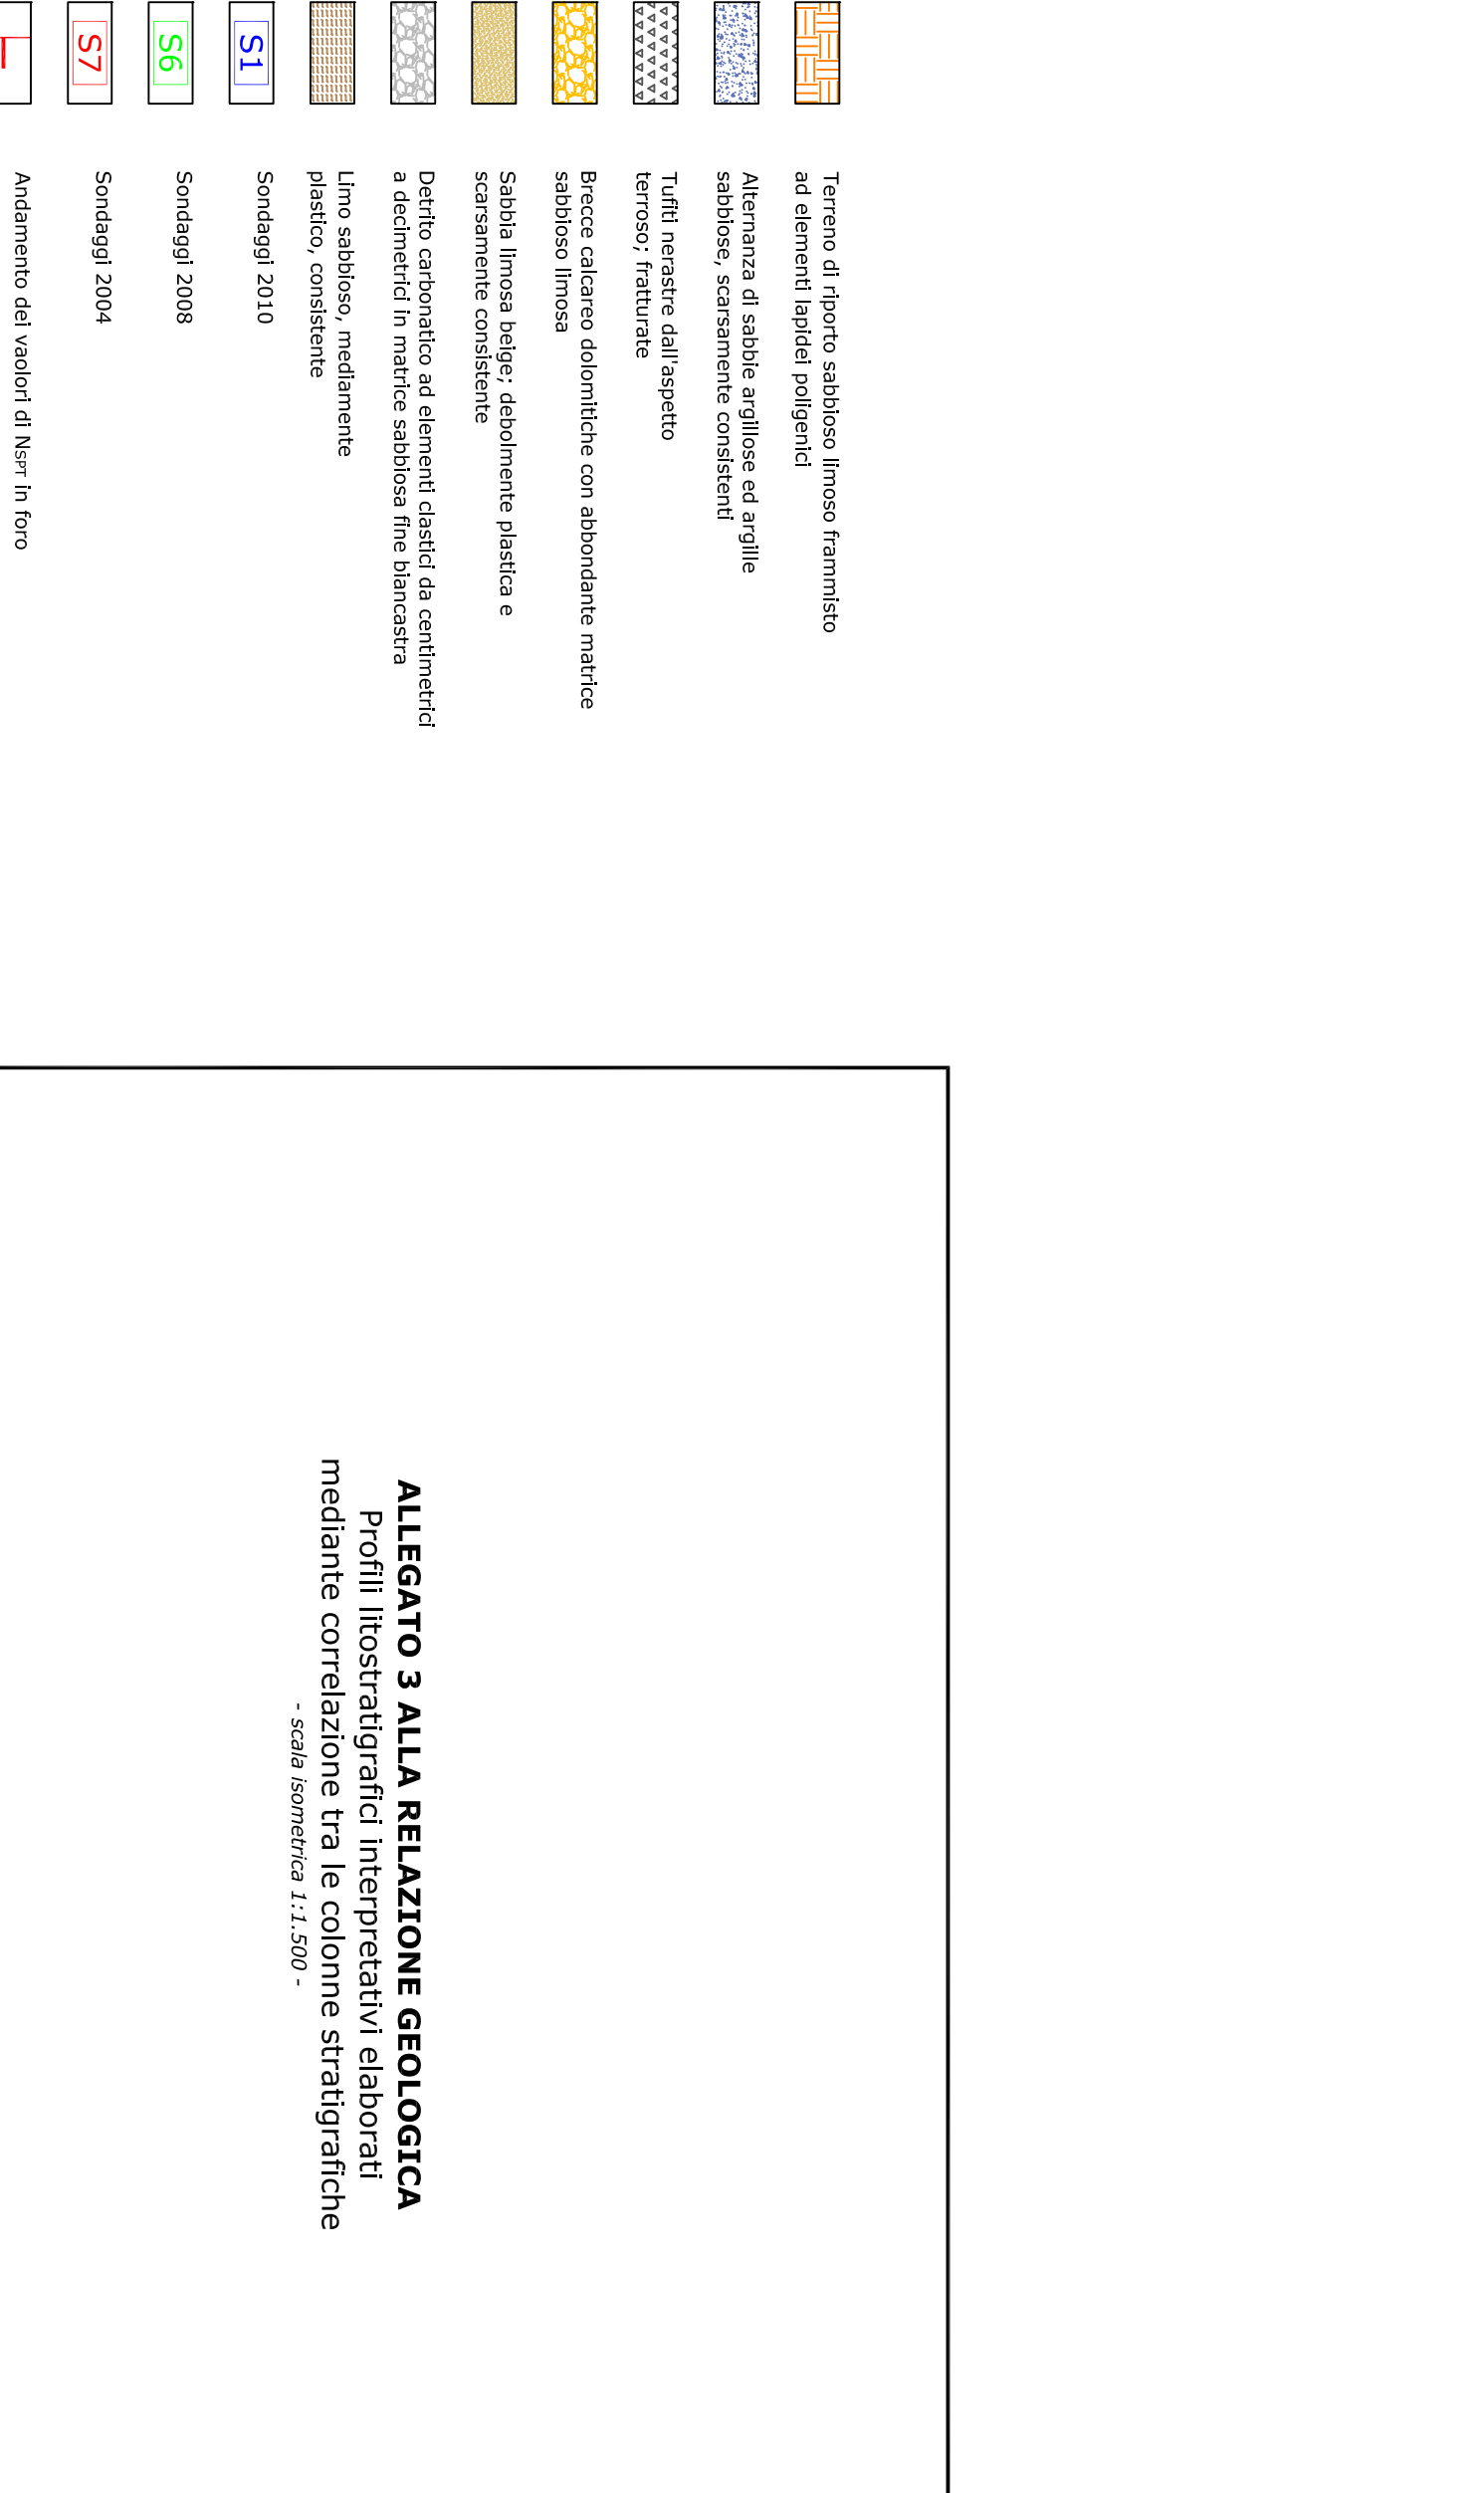 Terreno di riporto sabbioso limoso frammisto
ad elementi lapidei poligenici
Alternanza di sabbie argillose ed argille
sabbiose, scarsamente consistenti
Tufiti nerastre dall'aspetto
terroso; fratturate
Brecce calcareo dolomitiche con abbondante matrice
sabbioso limosa
Sabbia limosa beige; debolmente plastica e
scarsamente consistente
Detrito carbonatico ad elementi clastici da centimetrici
a decimetrici in matrice sabbiosa fine biancastra
Limo sabbioso, mediamente
plastico, consistente
S1 Sondaggi 2010
S6 Sondaggi 2008
S7 Sondaggi 2004
Andamento dei vaolori di NSPT in foro
ALLEGATO 3 ALLA RELAZIONE GEOLOGICA
Profili litostratigrafici interpretativi elaborati
mediante correlazione tra le colonne stratigrafiche
- scala isometrica 1:1.500 -